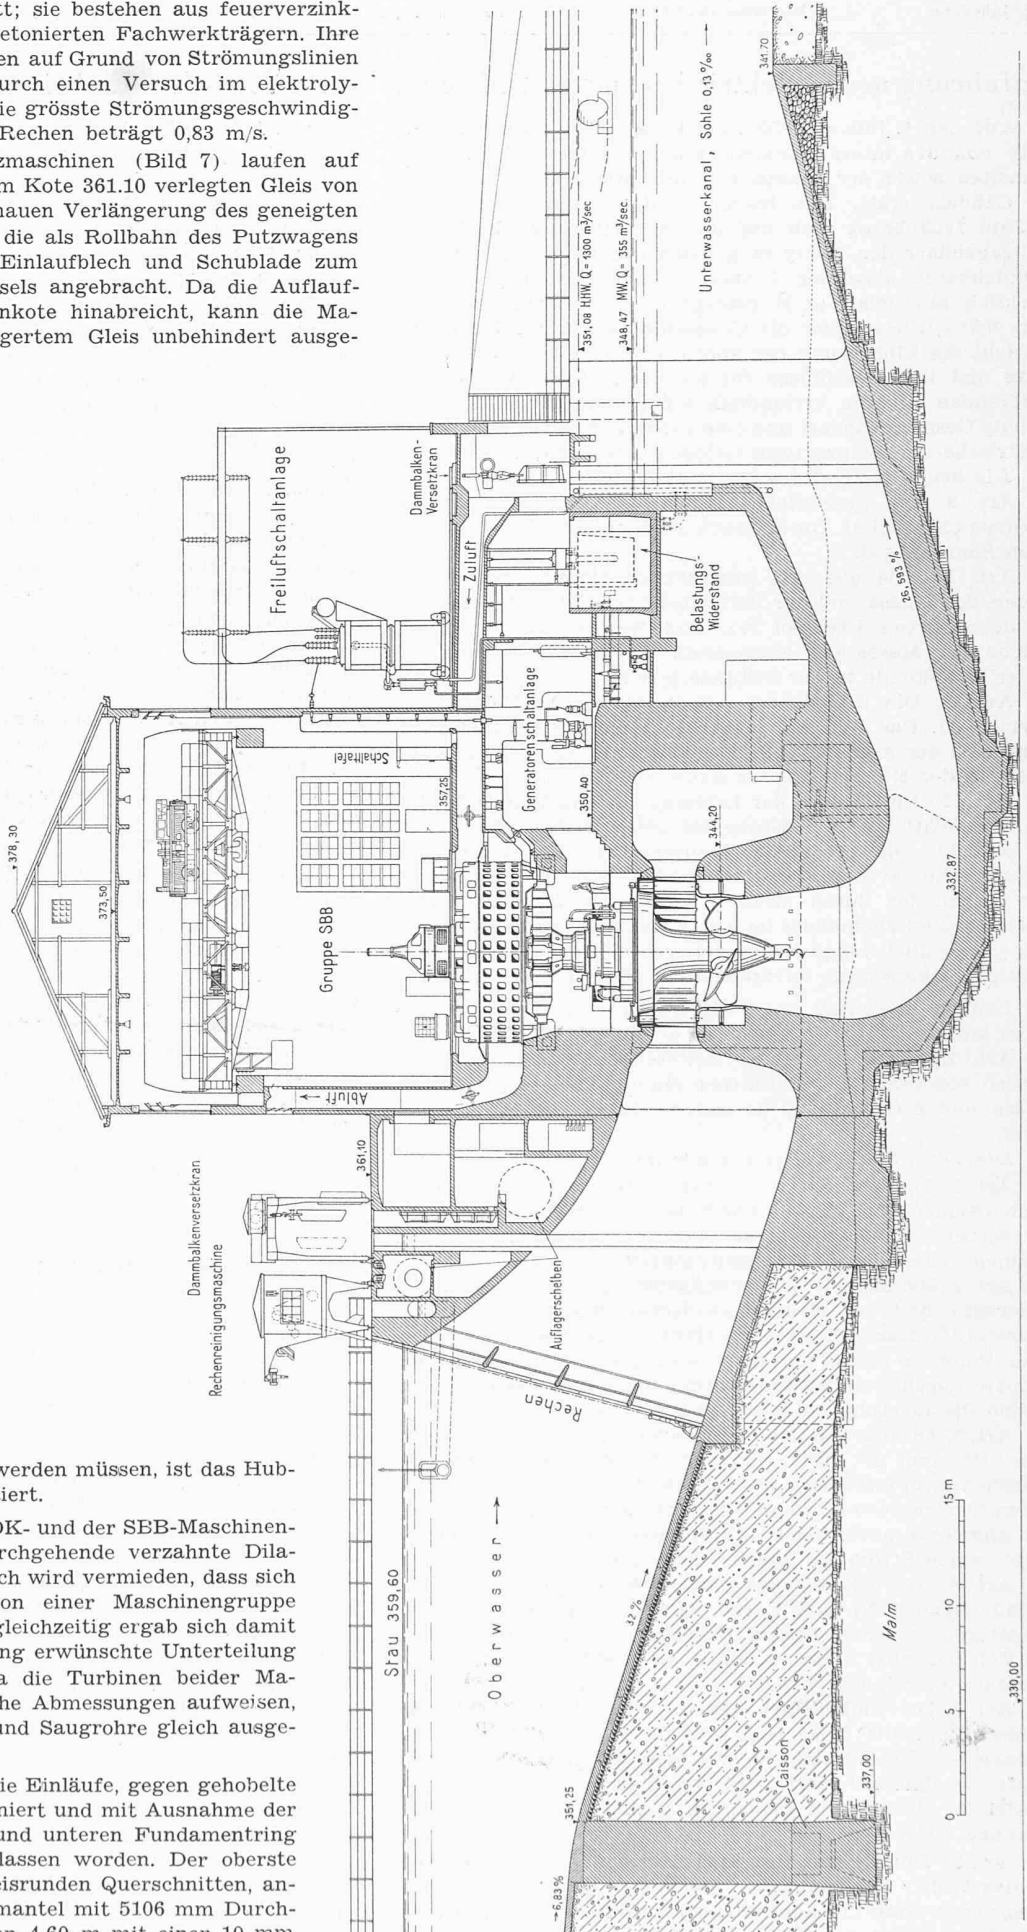 tt; sie bestehen aus feuerverzink-
etonierten Fachwerkträgern. Ihre
en auf Grund von Strömungslinien
urch einen Versuch im elektroly-
ie grösste Strömungsgeschwindig-
Rechen beträgt 0,83 m/s.
zmaschinen (Bild 7) laufen auf
m Kote 361.10 verlegten Gleis von
nauen Verlängerung des geneigten
die als Rollbahn des Putzwagens
Einlaufblech und Schublade zum
sels angebracht. Da die Auflauf-
nkote hinabreicht, kann die Ma-
gertem Gleis unbehindert ausge-
werden müssen, ist das Hub-
tiert.
OK- und der SBB-Maschinen-
rchgehende verzahnte Dila-
ch wird vermieden, dass sich
on einer Maschinengruppe
gleichzeitig ergab sich damit
ng erwünschte Unterteilung
a die Turbinen beider Ma-
che Abmessungen aufweisen,
und Saugrohre gleich ausge-
ie Einläufe, gegen gehobelte
niert und mit Ausnahme der
und unteren Fundamentring
lassen worden. Der oberste
eisrunden Querschnitten, an-
mantel mit 5106 mm Durch-
Stau 359,60
Oberwasser
6,83 %
351,25
32 %
Caisson
337,00
Malm
330,00
0
5
10
15 m
Rechen
Auflagerscheiben
Rechenreinigungsmaschine
Dammbalkenversetzkran
361,10
Abluft
378,30
373,50
Gruppe SBB
Schalttafel
357,25
Generatorenschaltanlage
350,40
344,20
332,87
Freiluftschaltanlage
Zuluft
Dammbalken-
Versetzkran
Belastungs-
Widerstand
26,593 %
351,08 H.HW. Q = 1300 m³/sec
348,47 MW. Q = 355 m³/sec
Unterwasserkanal, Sohle 0,13 ‰
341.70